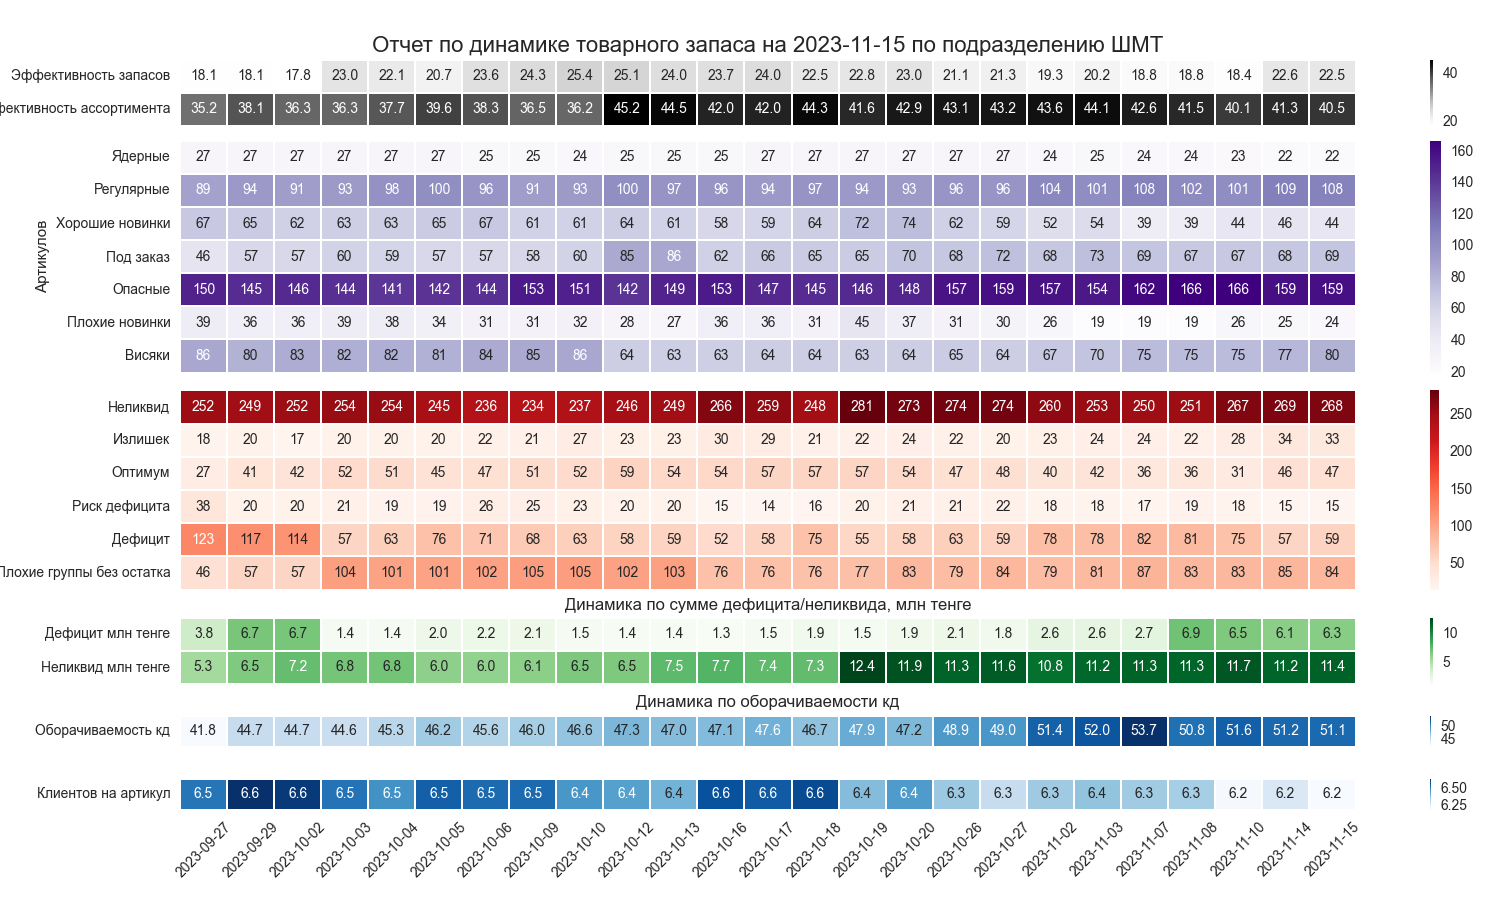 Отчет по динамике товарного запаса на 2023-11-15 по подразделению ШМТ
Эффективность запасов 18.1 18.1 17.8 23.0 22.1 20.7 23.6 24.3 25.4 25.1 24.0 23.7 24.0 22.5 22.8 23.0 21.1 21.3 19.3 20.2 18.8 18.8 18.4 22.6 22.5
фективность ассортимента 35.2 38.1 36.3 36.3 37.7 39.6 38.3 36.5 36.2 45.2 44.5 42.0 42.0 44.3 41.6 42.9 43.1 43.2 43.6 44.1 42.6 41.5 40.1 41.3 40.5
40
20
Артикулов
Ядерные 27 27 27 27 27 27 25 25 24 25 25 25 27 27 27 27 27 27 24 25 24 24 23 22 22
Регулярные 89 94 91 93 98 100 96 91 93 100 97 96 94 97 94 93 96 96 104 101 108 102 101 109 108
Хорошие новинки 67 65 62 63 63 65 67 61 61 64 61 58 59 64 72 74 62 59 52 54 39 39 44 46 44
Под заказ 46 57 57 60 59 57 57 58 60 85 86 62 66 65 65 70 68 72 68 73 69 67 67 68 69
Опасные 150 145 146 144 141 142 144 153 151 142 149 153 147 145 146 148 157 159 157 154 162 166 166 159 159
Плохие новинки 39 36 36 39 38 34 31 31 32 28 27 36 36 31 45 37 31 30 26 19 19 19 26 25 24
Висяки 86 80 83 82 82 81 84 85 86 64 63 63 64 64 63 64 65 64 67 70 75 75 75 77 80
160
140
120
100
80
60
40
20
Неликвид 252 249 252 254 254 245 236 234 237 246 249 266 259 248 281 273 274 274 260 253 250 251 267 269 268
Излишек 18 20 17 20 20 20 22 21 27 23 23 30 29 21 22 24 22 20 23 24 24 22 28 34 33
Оптимум 27 41 42 52 51 45 47 51 52 59 54 54 57 57 57 54 47 48 40 42 36 36 31 46 47
Риск дефицита 38 20 20 21 19 19 26 25 23 20 20 15 14 16 20 21 21 22 18 18 17 19 18 15 15
Дефицит 123 117 114 57 63 76 71 68 63 58 59 52 58 75 55 58 63 59 78 78 82 81 75 57 59
Плохие группы без остатка 46 57 57 104 101 101 102 105 105 102 103 76 76 76 77 83 79 84 79 81 87 83 83 85 84
250
200
150
100
50
Динамика по сумме дефицита/неликвида, млн тенге
Дефицит млн тенге 3.8 6.7 6.7 1.4 1.4 2.0 2.2 2.1 1.5 1.4 1.4 1.3 1.5 1.9 1.5 1.9 2.1 1.8 2.6 2.6 2.7 6.9 6.5 6.1 6.3
Неликвид млн тенге 5.3 6.5 7.2 6.8 6.8 6.0 6.0 6.1 6.5 6.5 7.5 7.7 7.4 7.3 12.4 11.9 11.3 11.6 10.8 11.2 11.3 11.3 11.7 11.2 11.4
10
5
Динамика по оборачиваемости кд
Оборачиваемость кд 41.8 44.7 44.7 44.6 45.3 46.2 45.6 46.0 46.6 47.3 47.0 47.1 47.6 46.7 47.9 47.2 48.9 49.0 51.4 52.0 53.7 50.8 51.6 51.2 51.1
50
45
Клиентов на артикул 6.5 6.6 6.6 6.5 6.5 6.5 6.5 6.5 6.4 6.4 6.4 6.6 6.6 6.6 6.4 6.4 6.3 6.3 6.3 6.4 6.3 6.3 6.2 6.2 6.2
6.50
6.25
2023-09-27 2023-09-29 2023-10-02 2023-10-03 2023-10-04 2023-10-05 2023-10-06 2023-10-09 2023-10-10 2023-10-12 2023-10-13 2023-10-16 2023-10-17 2023-10-18 2023-10-19 2023-10-20 2023-10-26 2023-10-27 2023-11-02 2023-11-03 2023-11-07 2023-11-08 2023-11-10 2023-11-14 2023-11-15